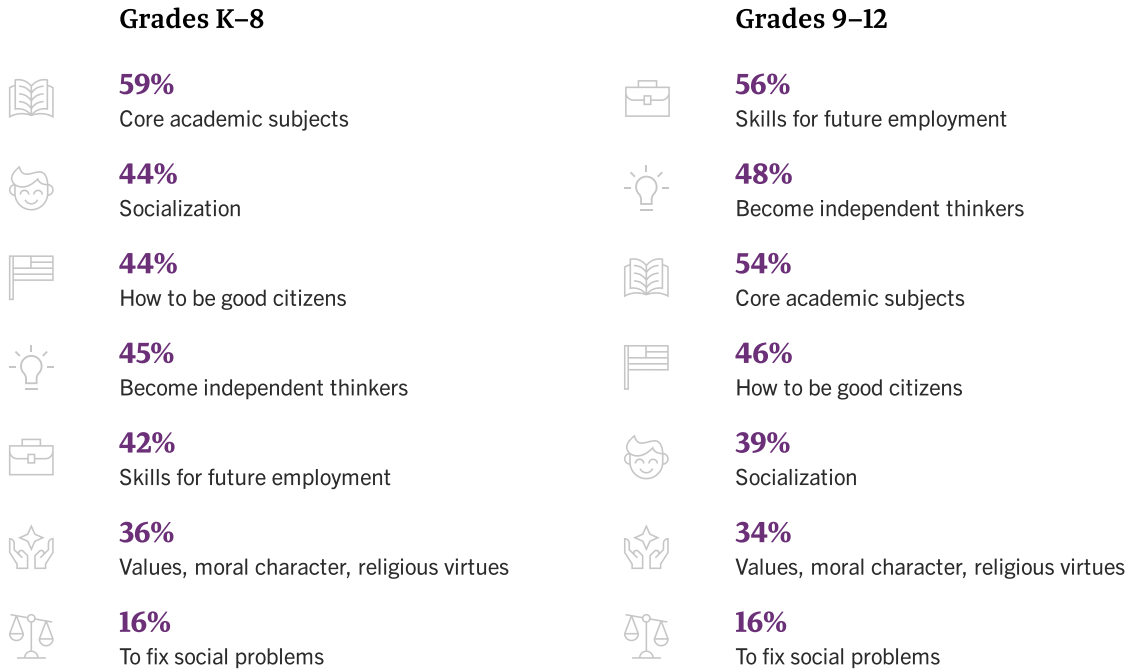 Grades K–8
59%
Core academic subjects
44%
Socialization
44%
How to be good citizens
45%
Become independent thinkers
42%
Skills for future employment
36%
Values, moral character, religious virtues
16%
To fix social problems
Grades 9–12
56%
Skills for future employment
48%
Become independent thinkers
54%
Core academic subjects
46%
How to be good citizens
39%
Socialization
34%
Values, moral character, religious virtues
16%
To fix social problems